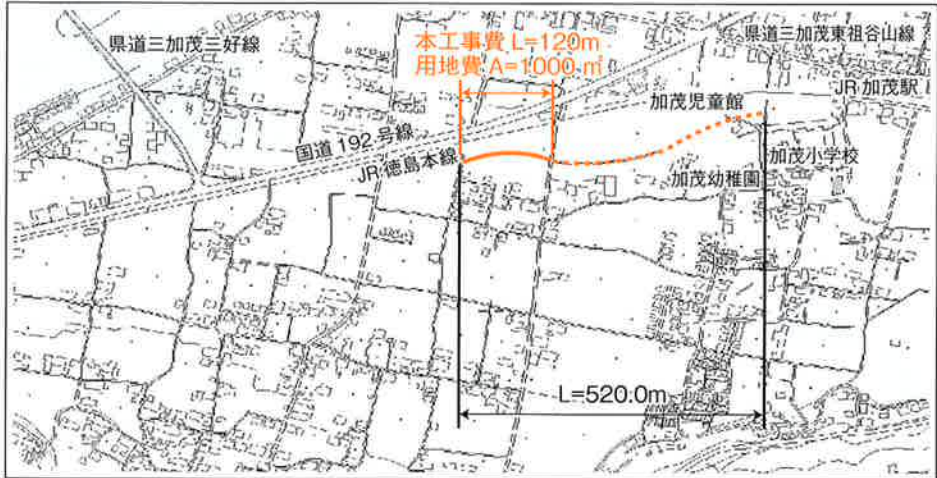 県道三加茂三好線
本工事費 L=120m
用地費 A=1000 ㎡
県道三加茂東祖谷山線
JR 加茂駅
加茂児童館
国道 192 号線
JR 徳島本線
加茂小学校
加茂幼稚園
L=520.0m